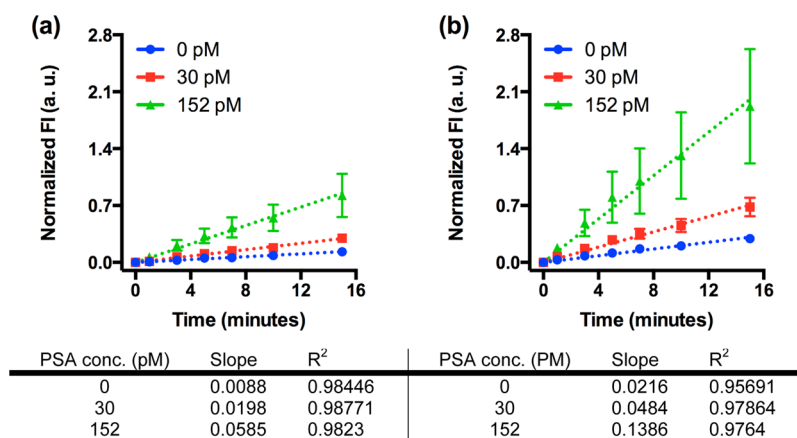 (a)
2.8
2.1
1.4
0.7
0.0
Normalized FI (a. u.)
0 pM
30 pM
152 pM
0 4 8 12 16
Time (minutes)
(b)
2.8
2.1
1.4
0.7
0.0
Normalized FI (a. u.)
0 pM
30 pM
152 pM
0 4 8 12 16
Time (minutes)
PSA conc. (pM) Slope R²
0 0.0088 0.98446
30 0.0198 0.98771
152 0.0585 0.9823
PSA conc. (PM) Slope R²
0 0.0216 0.95691
30 0.0484 0.97864
152 0.1386 0.9764